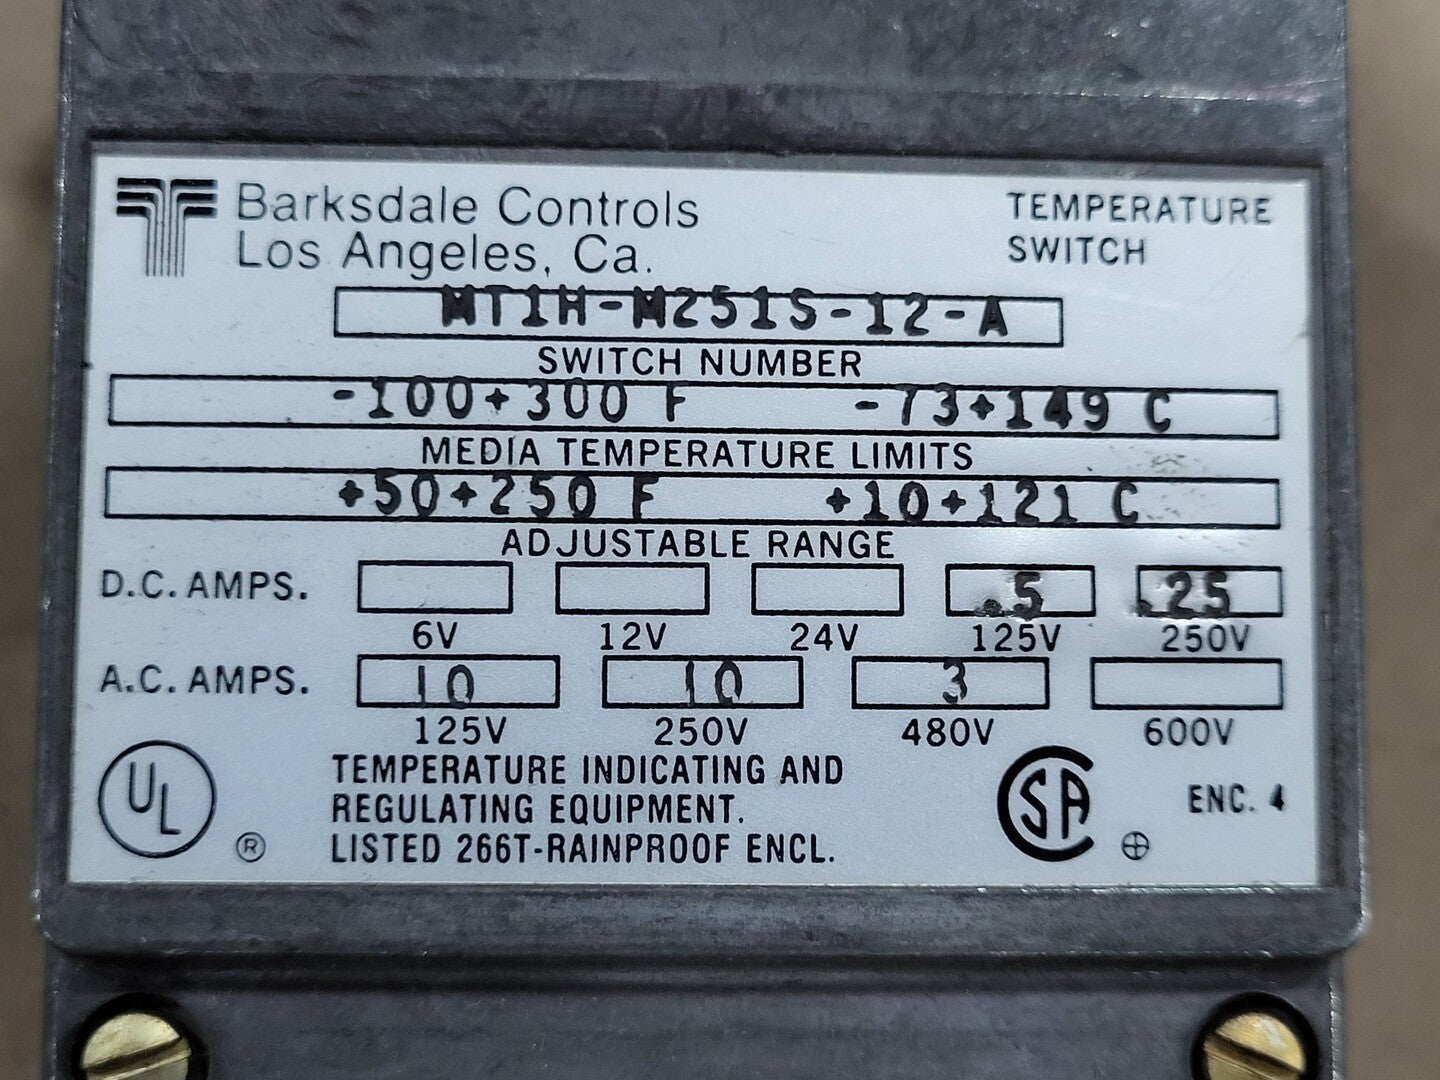 Barksdale Controls
Los Angeles, Ca.
TEMPERATURE
SWITCH
MT1H-M251S-12-A
SWITCH NUMBER
-100+300 F -73+149 C
MEDIA TEMPERATURE LIMITS
+50+250 F +10+121 C
ADJUSTABLE RANGE
D.C. AMPS. .5 .25
6V 12V 24V 125V 250V
A.C. AMPS. 10 10 3
125V 250V 480V 600V
UL ®
TEMPERATURE INDICATING AND
REGULATING EQUIPMENT.
LISTED 266T-RAINPROOF ENCL.
SA ENC. 4